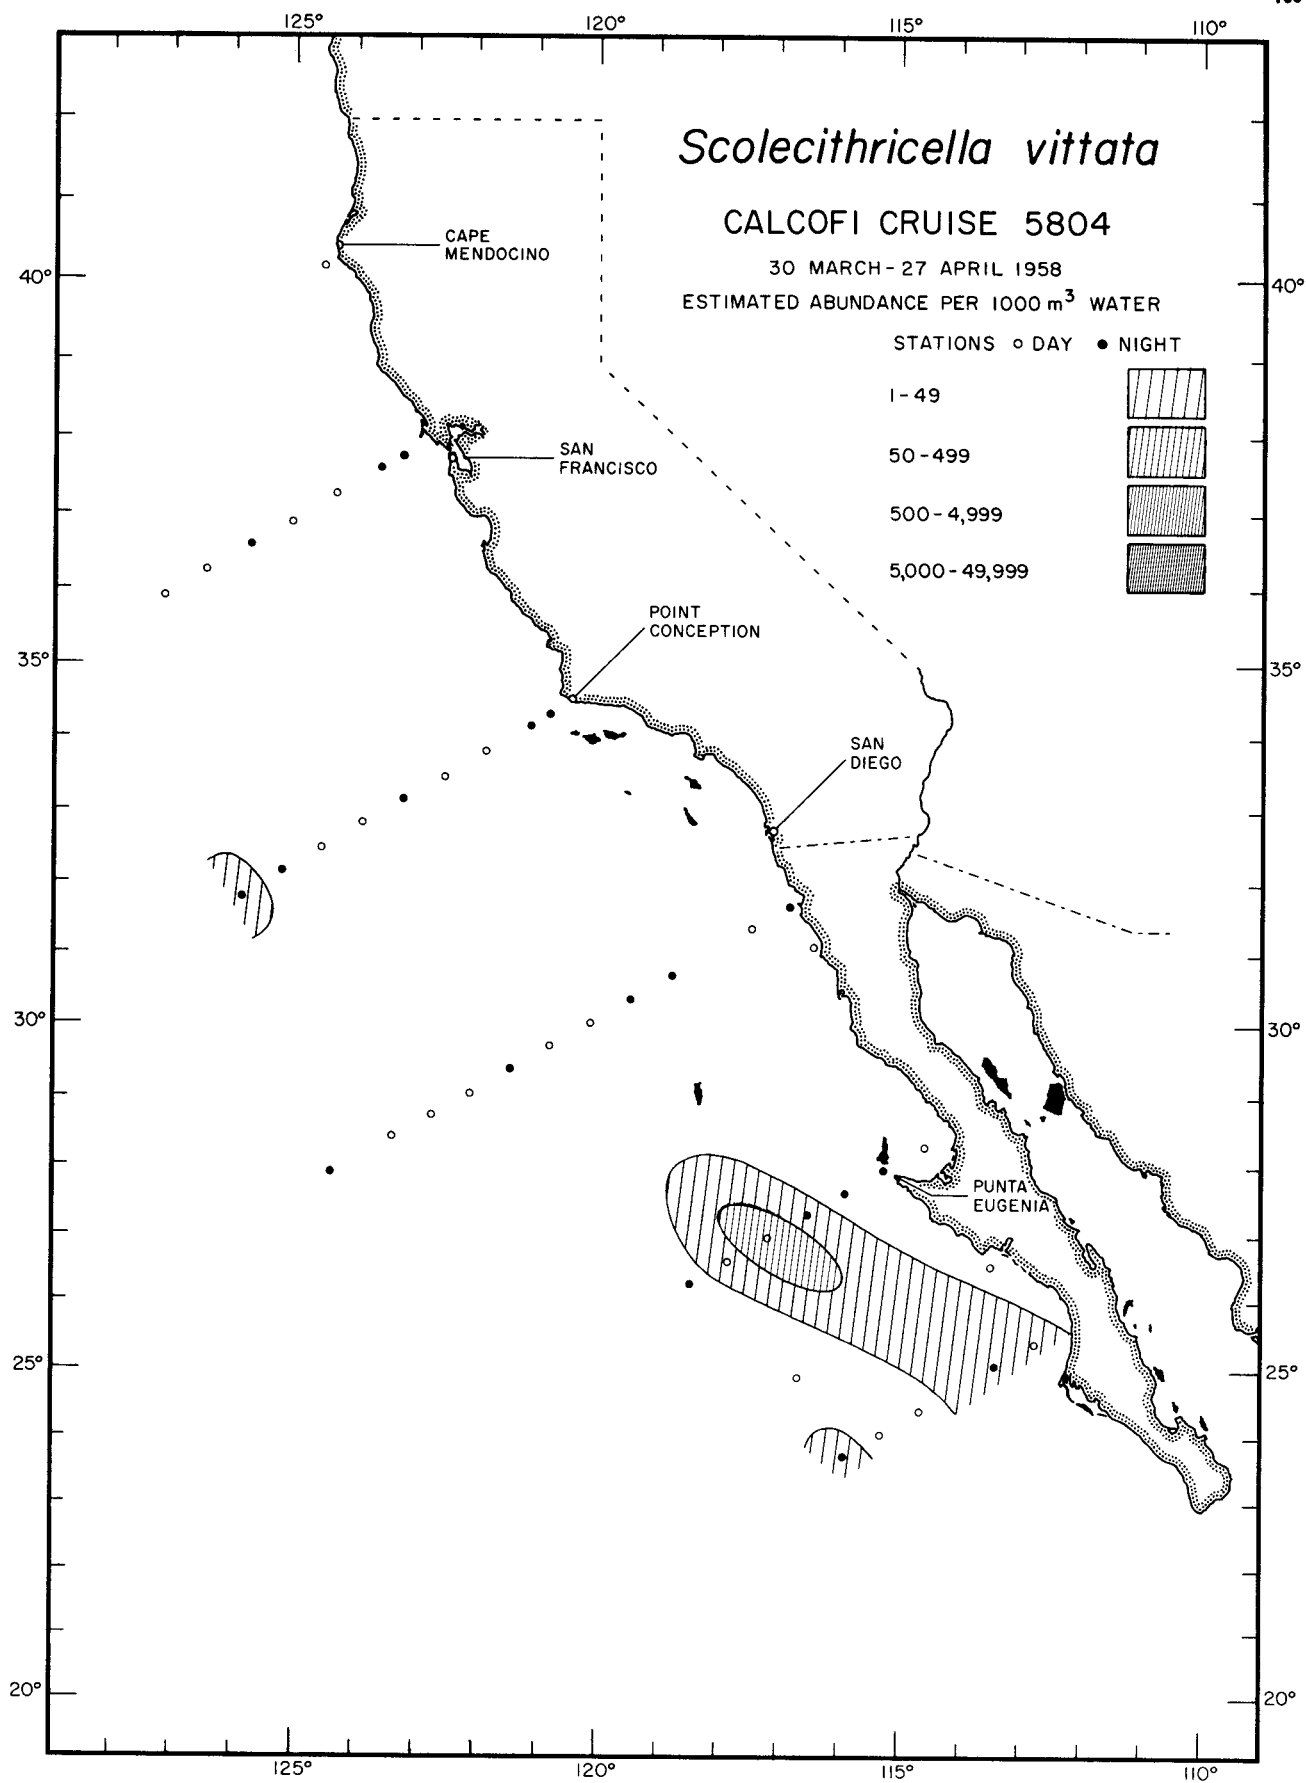 125° 120° 115° 110°
Scolecithricella vittata
CALCOFI CRUISE 5804
30 MARCH - 27 APRIL 1958
ESTIMATED ABUNDANCE PER 1000 m³ WATER
STATIONS ○ DAY ● NIGHT
1-49
50-499
500-4,999
5,000-49,999
CAPE
MENDOCINO
40° 40°
SAN
FRANCISCO
POINT
CONCEPTION
35° 35°
SAN
DIEGO
30° 30°
PUNTA
EUGENIA
25° 25°
20° 20°
125° 120° 115° 110°